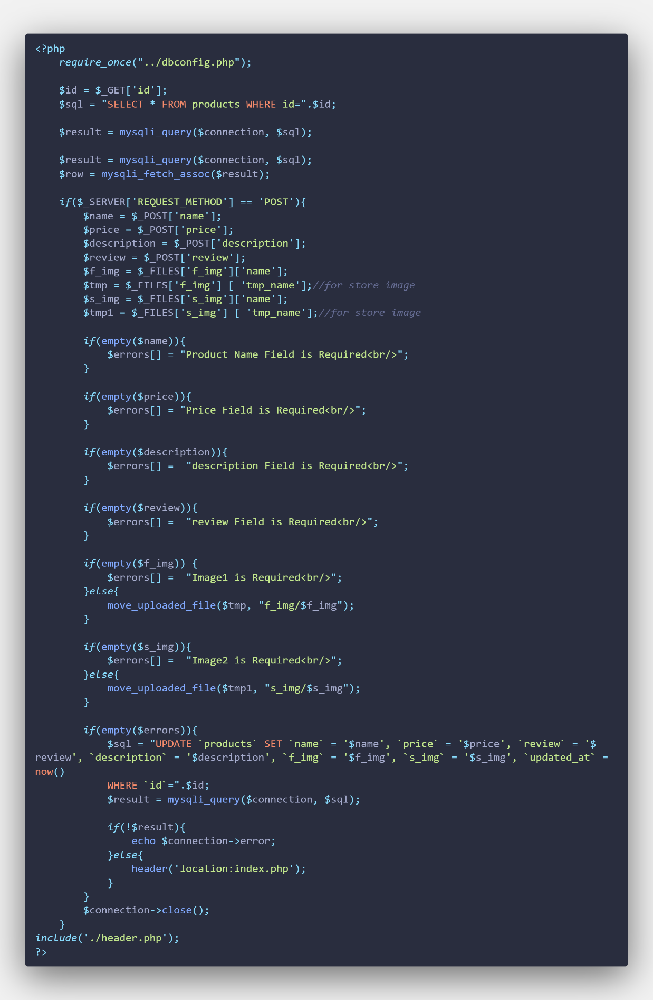 <?php
    require_once("../dbconfig.php");

    $id = $_GET['id'];
    $sql = "SELECT * FROM products WHERE id=".$id;

    $result = mysqli_query($connection, $sql);

    $result = mysqli_query($connection, $sql);
    $row = mysqli_fetch_assoc($result);

    if($_SERVER['REQUEST_METHOD'] == 'POST'){
        $name = $_POST['name'];
        $price = $_POST['price'];
        $description = $_POST['description'];
        $review = $_POST['review'];
        $f_img = $_FILES['f_img']['name'];
        $tmp = $_FILES['f_img'] [ 'tmp_name'];//for store image
        $s_img = $_FILES['s_img']['name'];
        $tmp1 = $_FILES['s_img'] [ 'tmp_name'];//for store image

        if(empty($name)){
            $errors[] = "Product Name Field is Required<br/>";
        }

        if(empty($price)){
            $errors[] = "Price Field is Required<br/>";
        }

        if(empty($description)){
            $errors[] =  "description Field is Required<br/>";
        }

        if(empty($review)){
            $errors[] =  "review Field is Required<br/>";
        }

        if(empty($f_img)) {
            $errors[] =  "Image1 is Required<br/>";
        }else{
            move_uploaded_file($tmp, "f_img/$f_img");
        }

        if(empty($s_img)){
            $errors[] =  "Image2 is Required<br/>";
        }else{
            move_uploaded_file($tmp1, "s_img/$s_img");
        }

        if(empty($errors)){
            $sql = "UPDATE `products` SET `name` = '$name', `price` = '$price', `review` = '$
review', `description` = '$description', `f_img` = '$f_img', `s_img` = '$s_img', `updated_at` =
now()
            WHERE `id`=".$id;
            $result = mysqli_query($connection, $sql);

            if(!$result){
                echo $connection->error;
            }else{
                header('location:index.php');
            }
        }
        $connection->close();
    }
include('./header.php');
?>